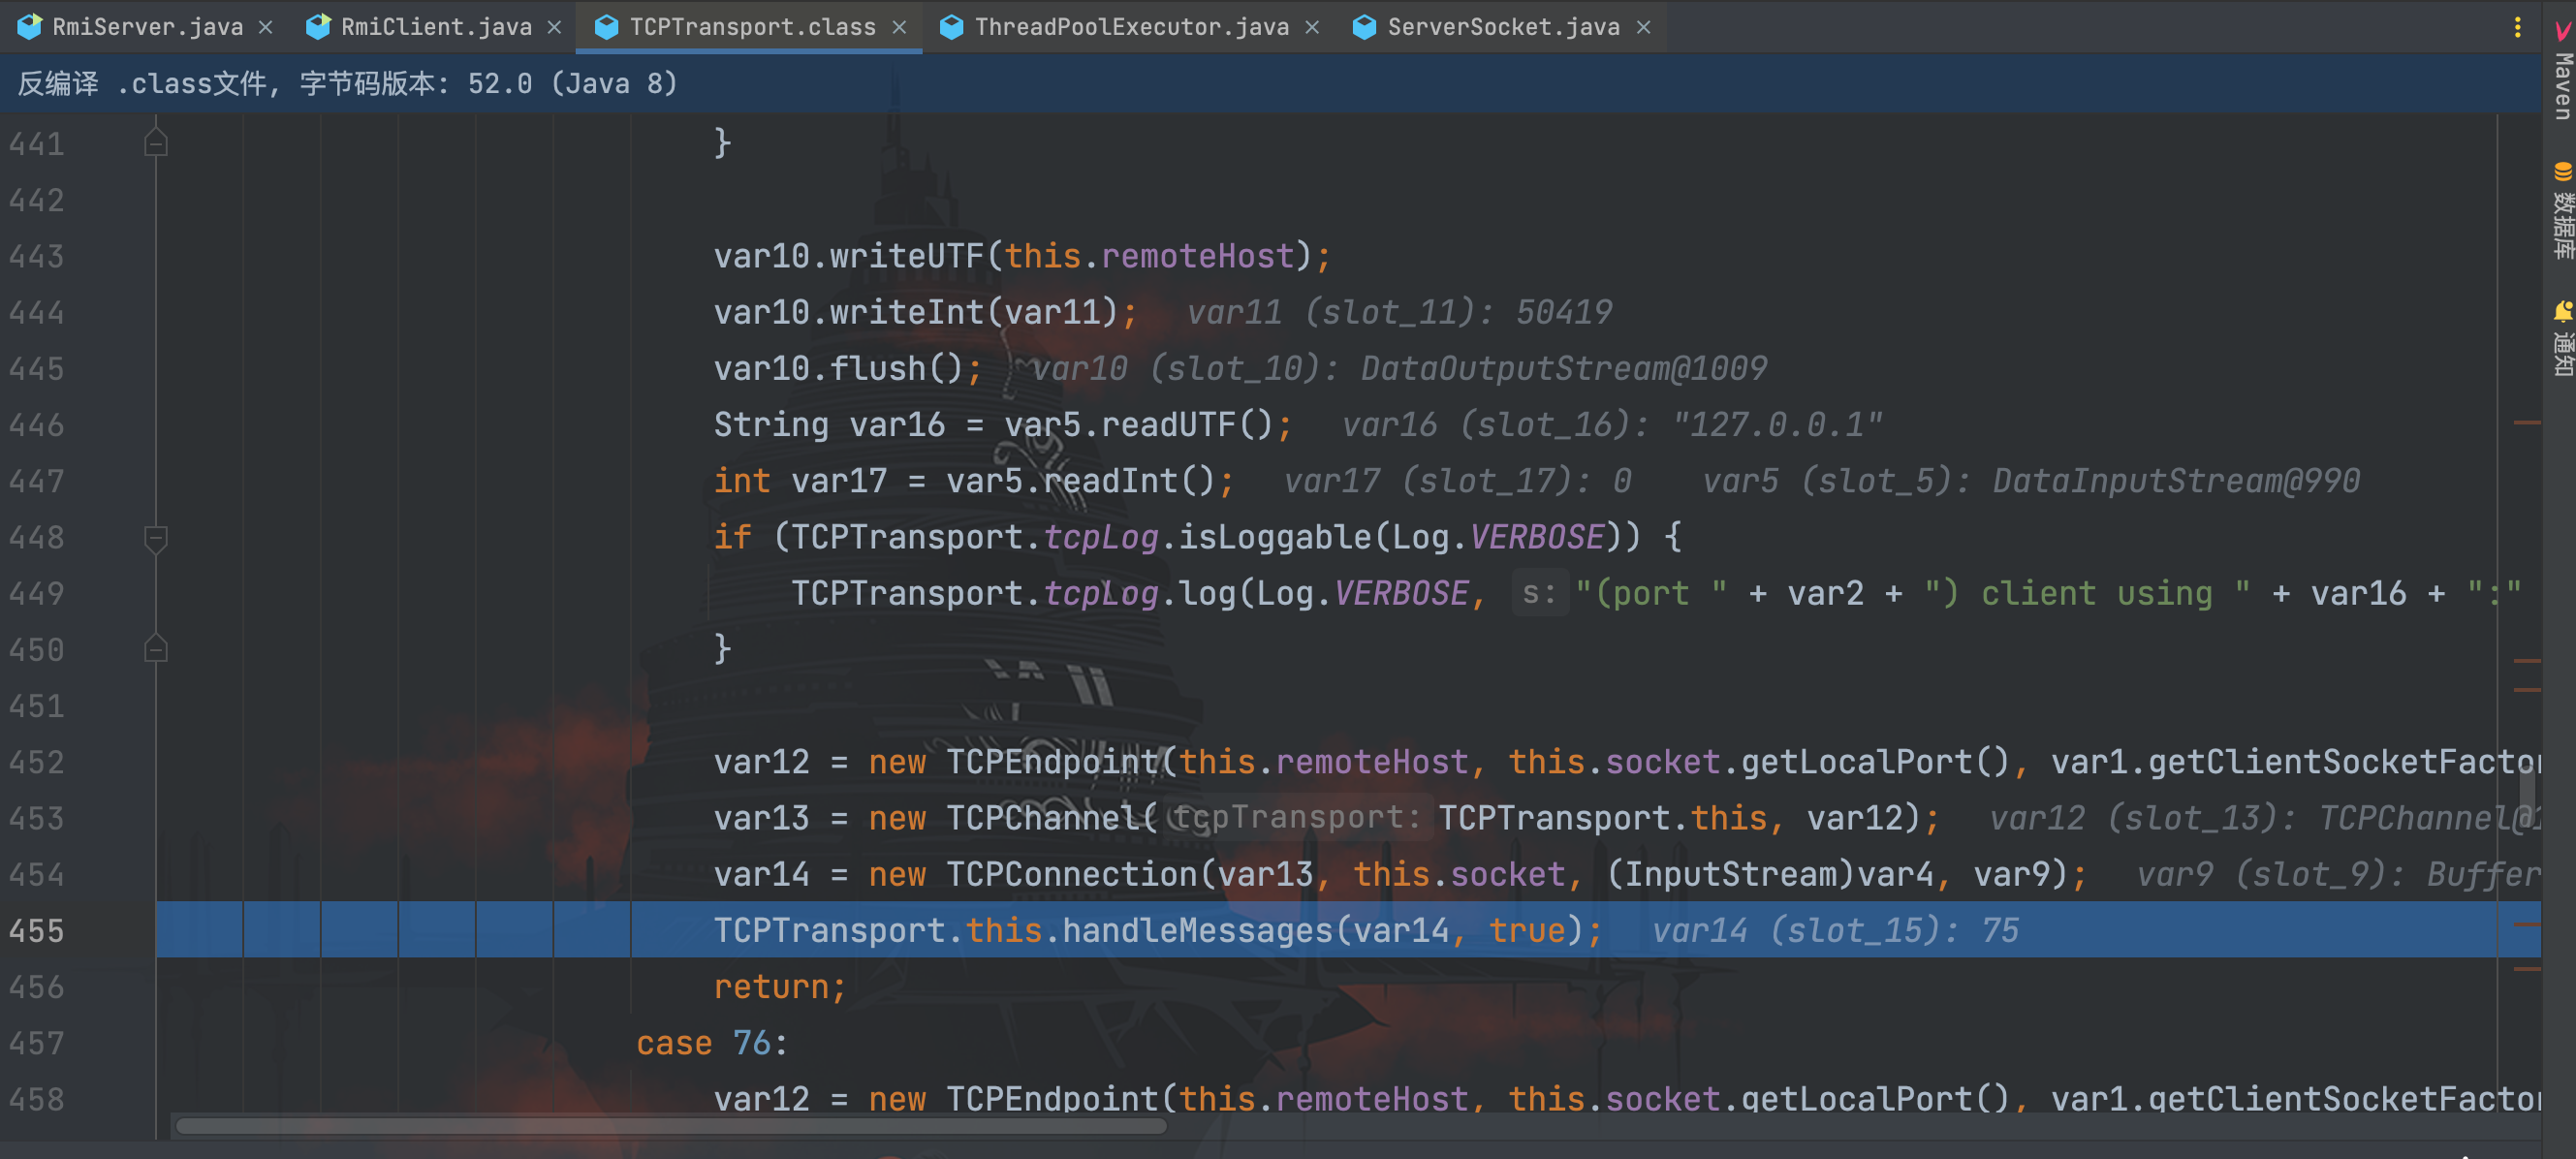 RmiServer.java × RmiClient.java × TCPTransport.class × ThreadPoolExecutor.java × ServerSocket.java ×
反编译 .class文件, 字节码版本: 52.0 (Java 8)
441 }
442
443 var10.writeUTF(this.remoteHost);
444 var10.writeInt(var11); var11 (slot_11): 50419
445 var10.flush(); var10 (slot_10): DataOutputStream@1009
446 String var16 = var5.readUTF(); var16 (slot_16): "127.0.0.1"
447 int var17 = var5.readInt(); var17 (slot_17): 0 var5 (slot_5): DataInputStream@990
448 if (TCPTransport.tcpLog.isLoggable(Log.VERBOSE)) {
449 TCPTransport.tcpLog.log(Log.VERBOSE, s: "(port " + var2 + ") client using " + var16 + ":"
450 }
451
452 var12 = new TCPEndpoint(this.remoteHost, this.socket.getLocalPort(), var1.getClientSocketFactor
453 var13 = new TCPChannel( tcpTransport: TCPTransport.this, var12); var12 (slot_13): TCPChannel@1
454 var14 = new TCPConnection(var13, this.socket, (InputStream)var4, var9); var9 (slot_9): Buffer
455 TCPTransport.this.handleMessages(var14, true); var14 (slot_15): 75
456 return;
457 case 76:
458 var12 = new TCPEndpoint(this.remoteHost, this.socket.getLocalPort(), var1.getClientSocketFactor
Maven
数据库
通知